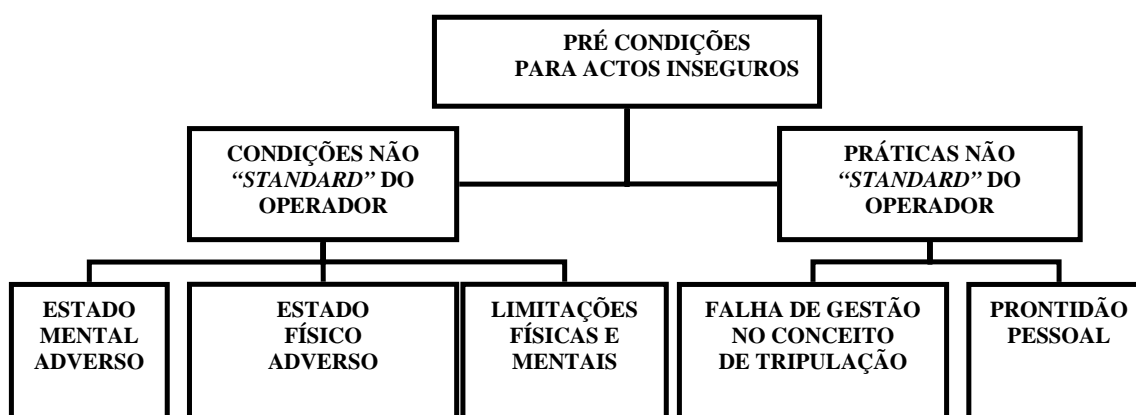 PRÉ CONDIÇÕES
PARA ACTOS INSEGUROS
CONDIÇÕES NÃO
“STANDARD” DO
OPERADOR
PRÁTICAS NÃO
“STANDARD” DO
OPERADOR
ESTADO
MENTAL
ADVERSO
ESTADO
FÍSICO
ADVERSO
LIMITAÇÕES
FÍSICAS E
MENTAIS
FALHA DE GESTÃO
NO CONCEITO
DE TRIPULAÇÃO
PRONTIDÃO
PESSOAL